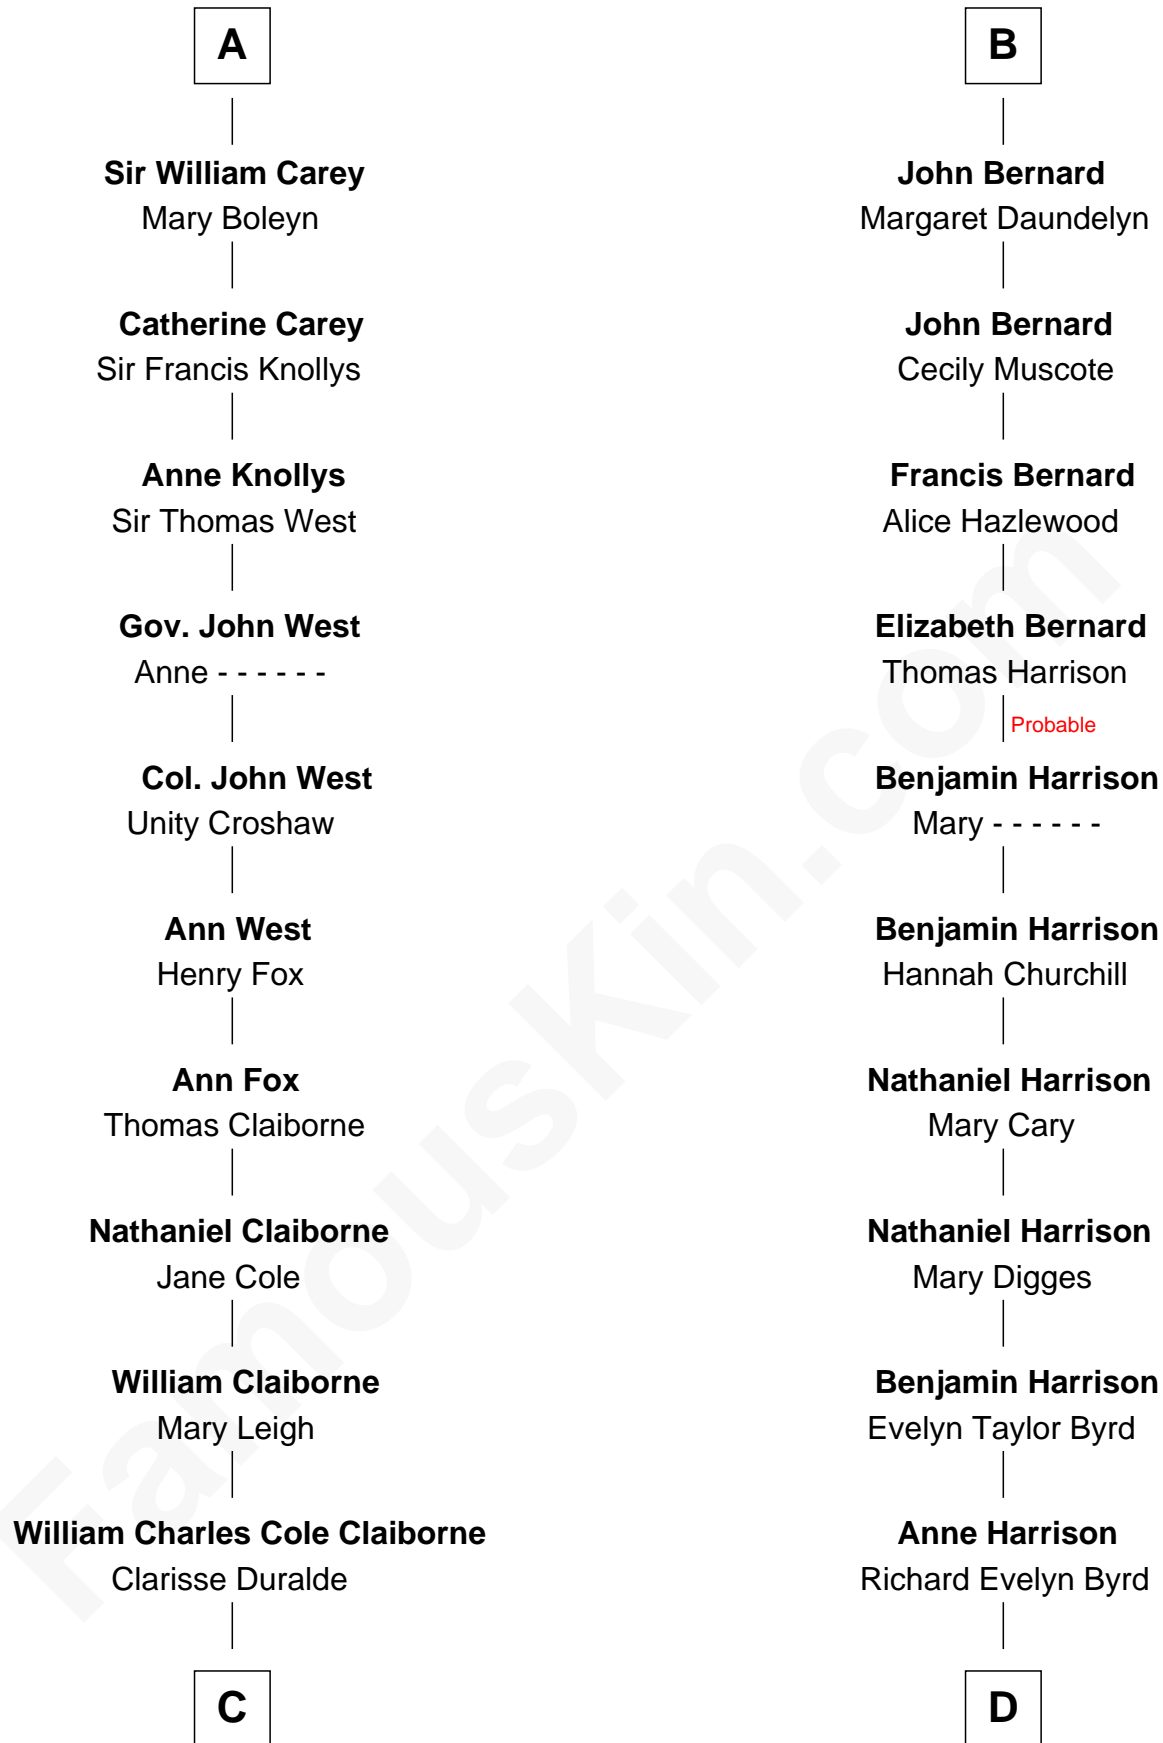 A
Sir William Carey
Mary Boleyn
Catherine Carey
Sir Francis Knollys
Anne Knollys
Sir Thomas West
Gov. John West
Anne - - - - - -
Col. John West
Unity Croshaw
Ann West
Henry Fox
Ann Fox
Thomas Claiborne
Nathaniel Claiborne
Jane Cole
William Claiborne
Mary Leigh
William Charles Cole Claiborne
Clarisse Duralde
C
B
John Bernard
Margaret Daundelyn
John Bernard
Cecily Muscote
Francis Bernard
Alice Hazlewood
Elizabeth Bernard
Thomas Harrison
Probable
Benjamin Harrison
Mary - - - - - -
Benjamin Harrison
Hannah Churchill
Nathaniel Harrison
Mary Cary
Nathaniel Harrison
Mary Digges
Benjamin Harrison
Evelyn Taylor Byrd
Anne Harrison
Richard Evelyn Byrd
D
FamousKin.com